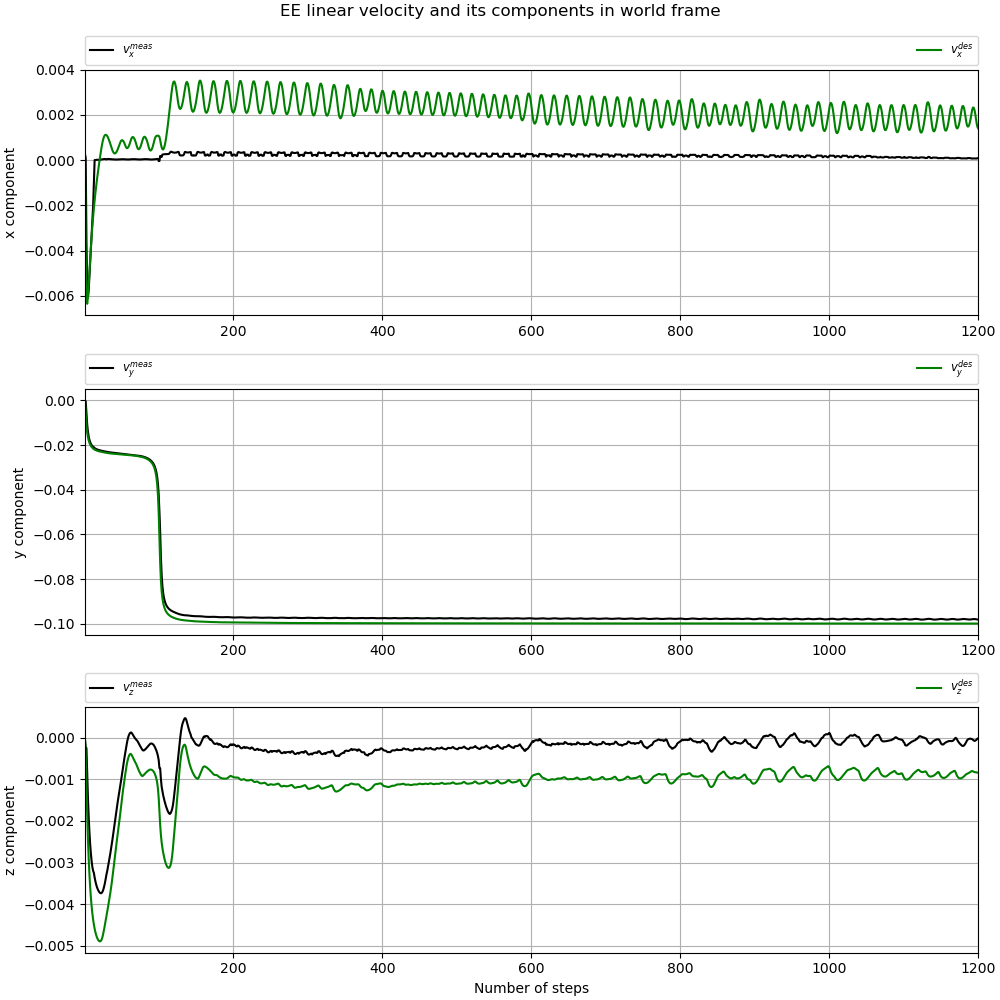 EE linear velocity and its components in world frame
v_x^{meas} v_x^{des}
0.004
0.002
0.000
−0.002
−0.004
−0.006
x component
200 400 600 800 1000 1200
v_y^{meas} v_y^{des}
0.00
−0.02
−0.04
−0.06
−0.08
−0.10
y component
200 400 600 800 1000 1200
v_z^{meas} v_z^{des}
0.000
−0.001
−0.002
−0.003
−0.004
−0.005
z component
200 400 600 800 1000 1200
Number of steps